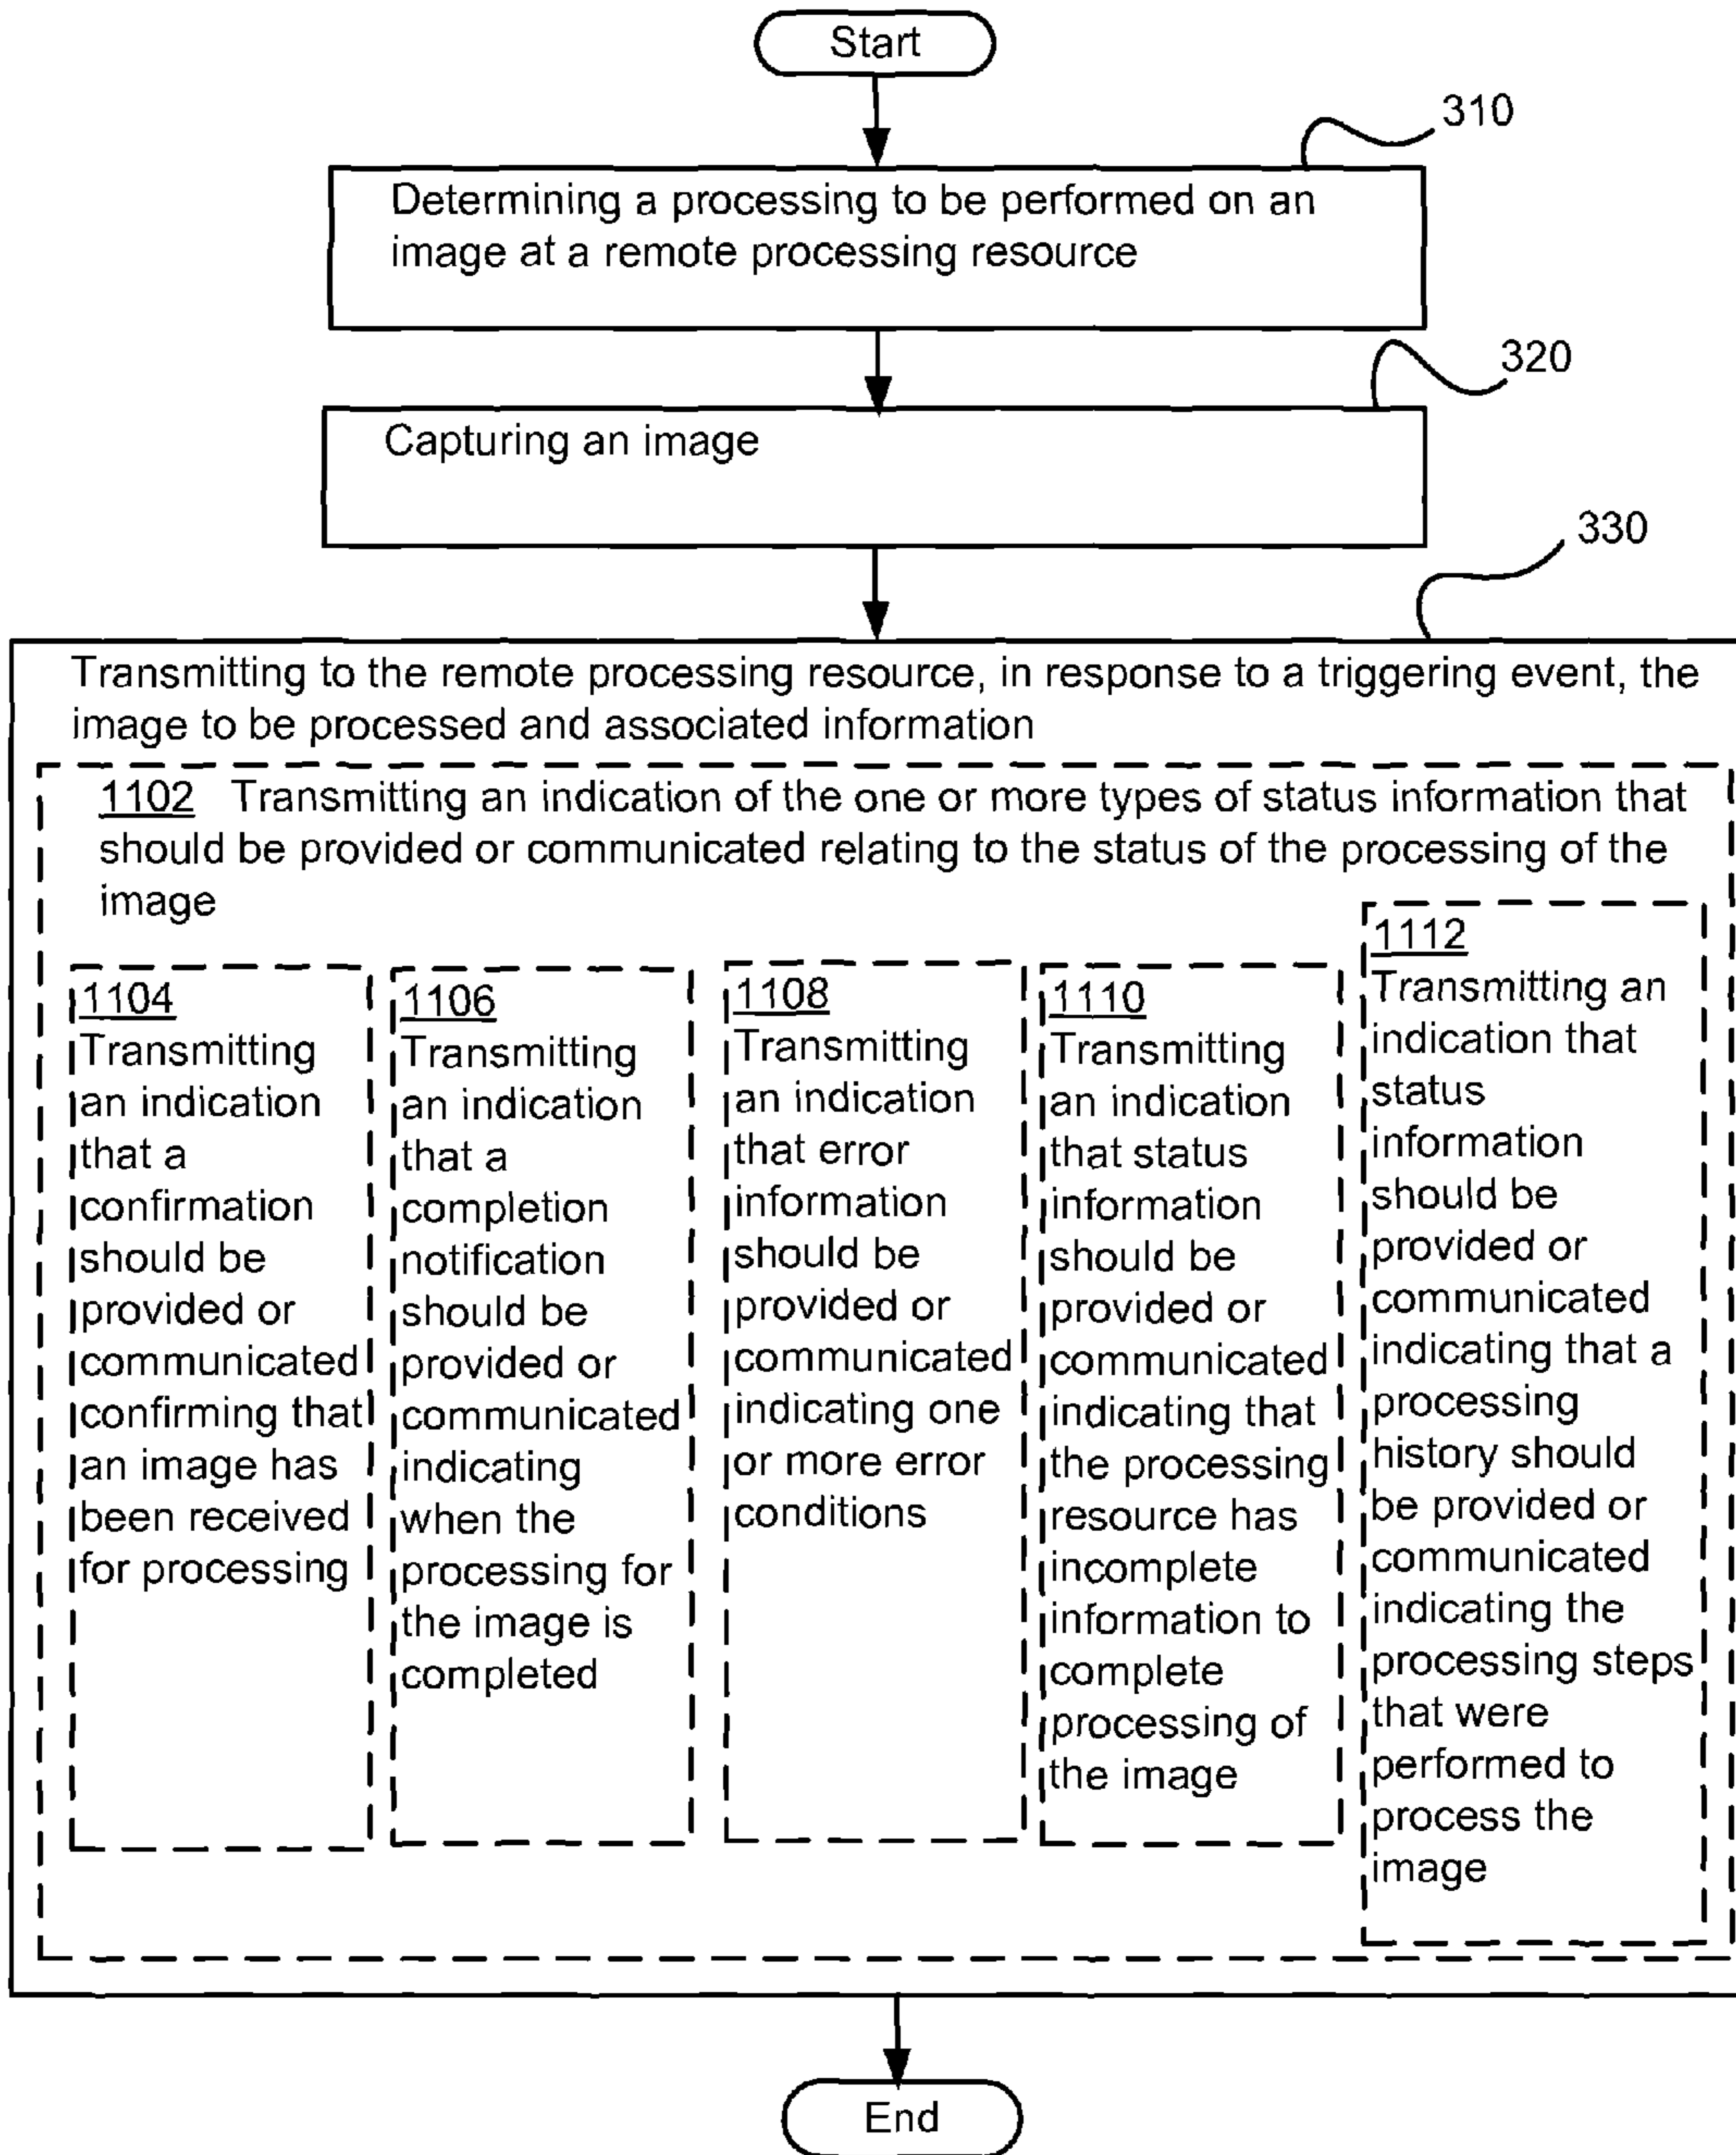 Start
310
Determining a processing to be performed on an
image at a remote processing resource
320
Capturing an image
330
Transmitting to the remote processing resource, in response to a triggering event, the
image to be processed and associated information
1102 Transmitting an indication of the one or more types of status information that
should be provided or communicated relating to the status of the processing of the
image
1104
Transmitting
an indication
that a
confirmation
should be
provided or
communicated
confirming that
an image has
been received
for processing
1106
Transmitting
an indication
that a
completion
notification
should be
provided or
communicated
indicating
when the
processing for
the image is
completed
1108
Transmitting
an indication
that error
information
should be
provided or
communicated
indicating one
or more error
conditions
1110
Transmitting
an indication
that status
information
should be
provided or
communicated
indicating that
the processing
resource has
incomplete
information to
complete
processing of
the image
1112
Transmitting an
indication that
status
information
should be
provided or
communicated
indicating that a
processing
history should
be provided or
communicated
indicating the
processing steps
that were
performed to
process the
image
End